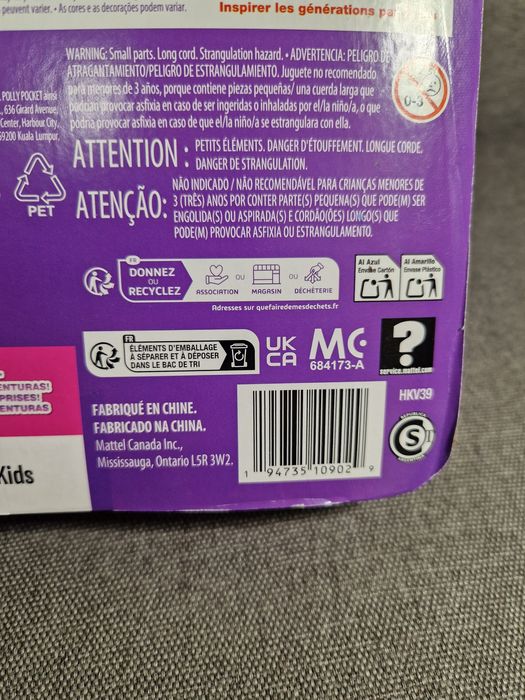 peuvent varier. • As cores e as decorações podem variar.
Inspirer les générations
WARNING: Small parts. Long cord. Strangulation hazard. • ADVERTENCIA: PELIGRO DE
ATRAGANTAMIENTO/PELIGRO DE ESTRANGULAMIENTO. Juguete no recomendado
para menores de 3 años, porque contiene piezas pequeñas/ una cuerda larga que
podrían provocar asfixia en caso de ser ingeridas o inhaladas por el/la niño/a, o que
podría provocar asfixia en caso de que el/la niño/a se estrangulara con ella.
0-3
POLLY POCKET
, 636 Girard Avenue,
Center, Harbour City,
59200 Kuala Lumpur,
PET
ATTENTION : PETITS ÉLÉMENTS. DANGER D'ÉTOUFFEMENT. LONGUE CORDE.
DANGER DE STRANGULATION.
ATENÇÃO: NÃO INDICADO / NÃO RECOMENDÁVEL PARA CRIANÇAS MENORES DE
3 (TRÊS) ANOS POR CONTER PARTE(S) PEQUENA(S) QUE PODE(M) SER
ENGOLIDA(S) OU ASPIRADA(S) E CORDÃO(ÕES) LONGO(S) QUE
PODE(M) PROVOCAR ASFIXIA OU ESTRANGULAMENTO.
FR
DONNEZ
OU
RECYCLEZ
ASSOCIATION OU MAGASIN OU DÉCHÈTERIE
Adresses sur quefairedemesdechets.fr
Al Azul
Envase Cartón
Al Amarillo
Envase Plástico
FR
ÉLÉMENTS D'EMBALLAGE
À SÉPARER ET À DÉPOSER
DANS LE BAC DE TRI
UK
CA
MC
684173-A
?
service.mattel.com
ENTURAS!
PRISES!
ENTURAS
Kids
FABRIQUÉ EN CHINE.
FABRICADO NA CHINA.
Mattel Canada Inc.,
Mississauga, Ontario L5R 3W2.
HKV39
1 94735 10902 9
REPUBLICA
S
ARGENTINA